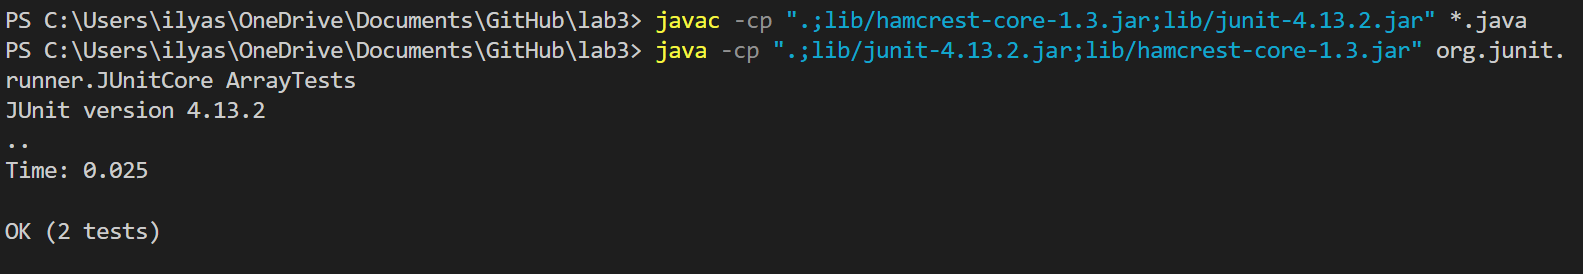 PS C:\Users\ilyas\OneDrive\Documents\GitHub\lab3> javac -cp ".;lib/hamcrest-core-1.3.jar;lib/junit-4.13.2.jar" *.java
PS C:\Users\ilyas\OneDrive\Documents\GitHub\lab3> java -cp ".;lib/junit-4.13.2.jar;lib/hamcrest-core-1.3.jar" org.junit.
runner.JUnitCore ArrayTests
JUnit version 4.13.2
..
Time: 0.025
OK (2 tests)